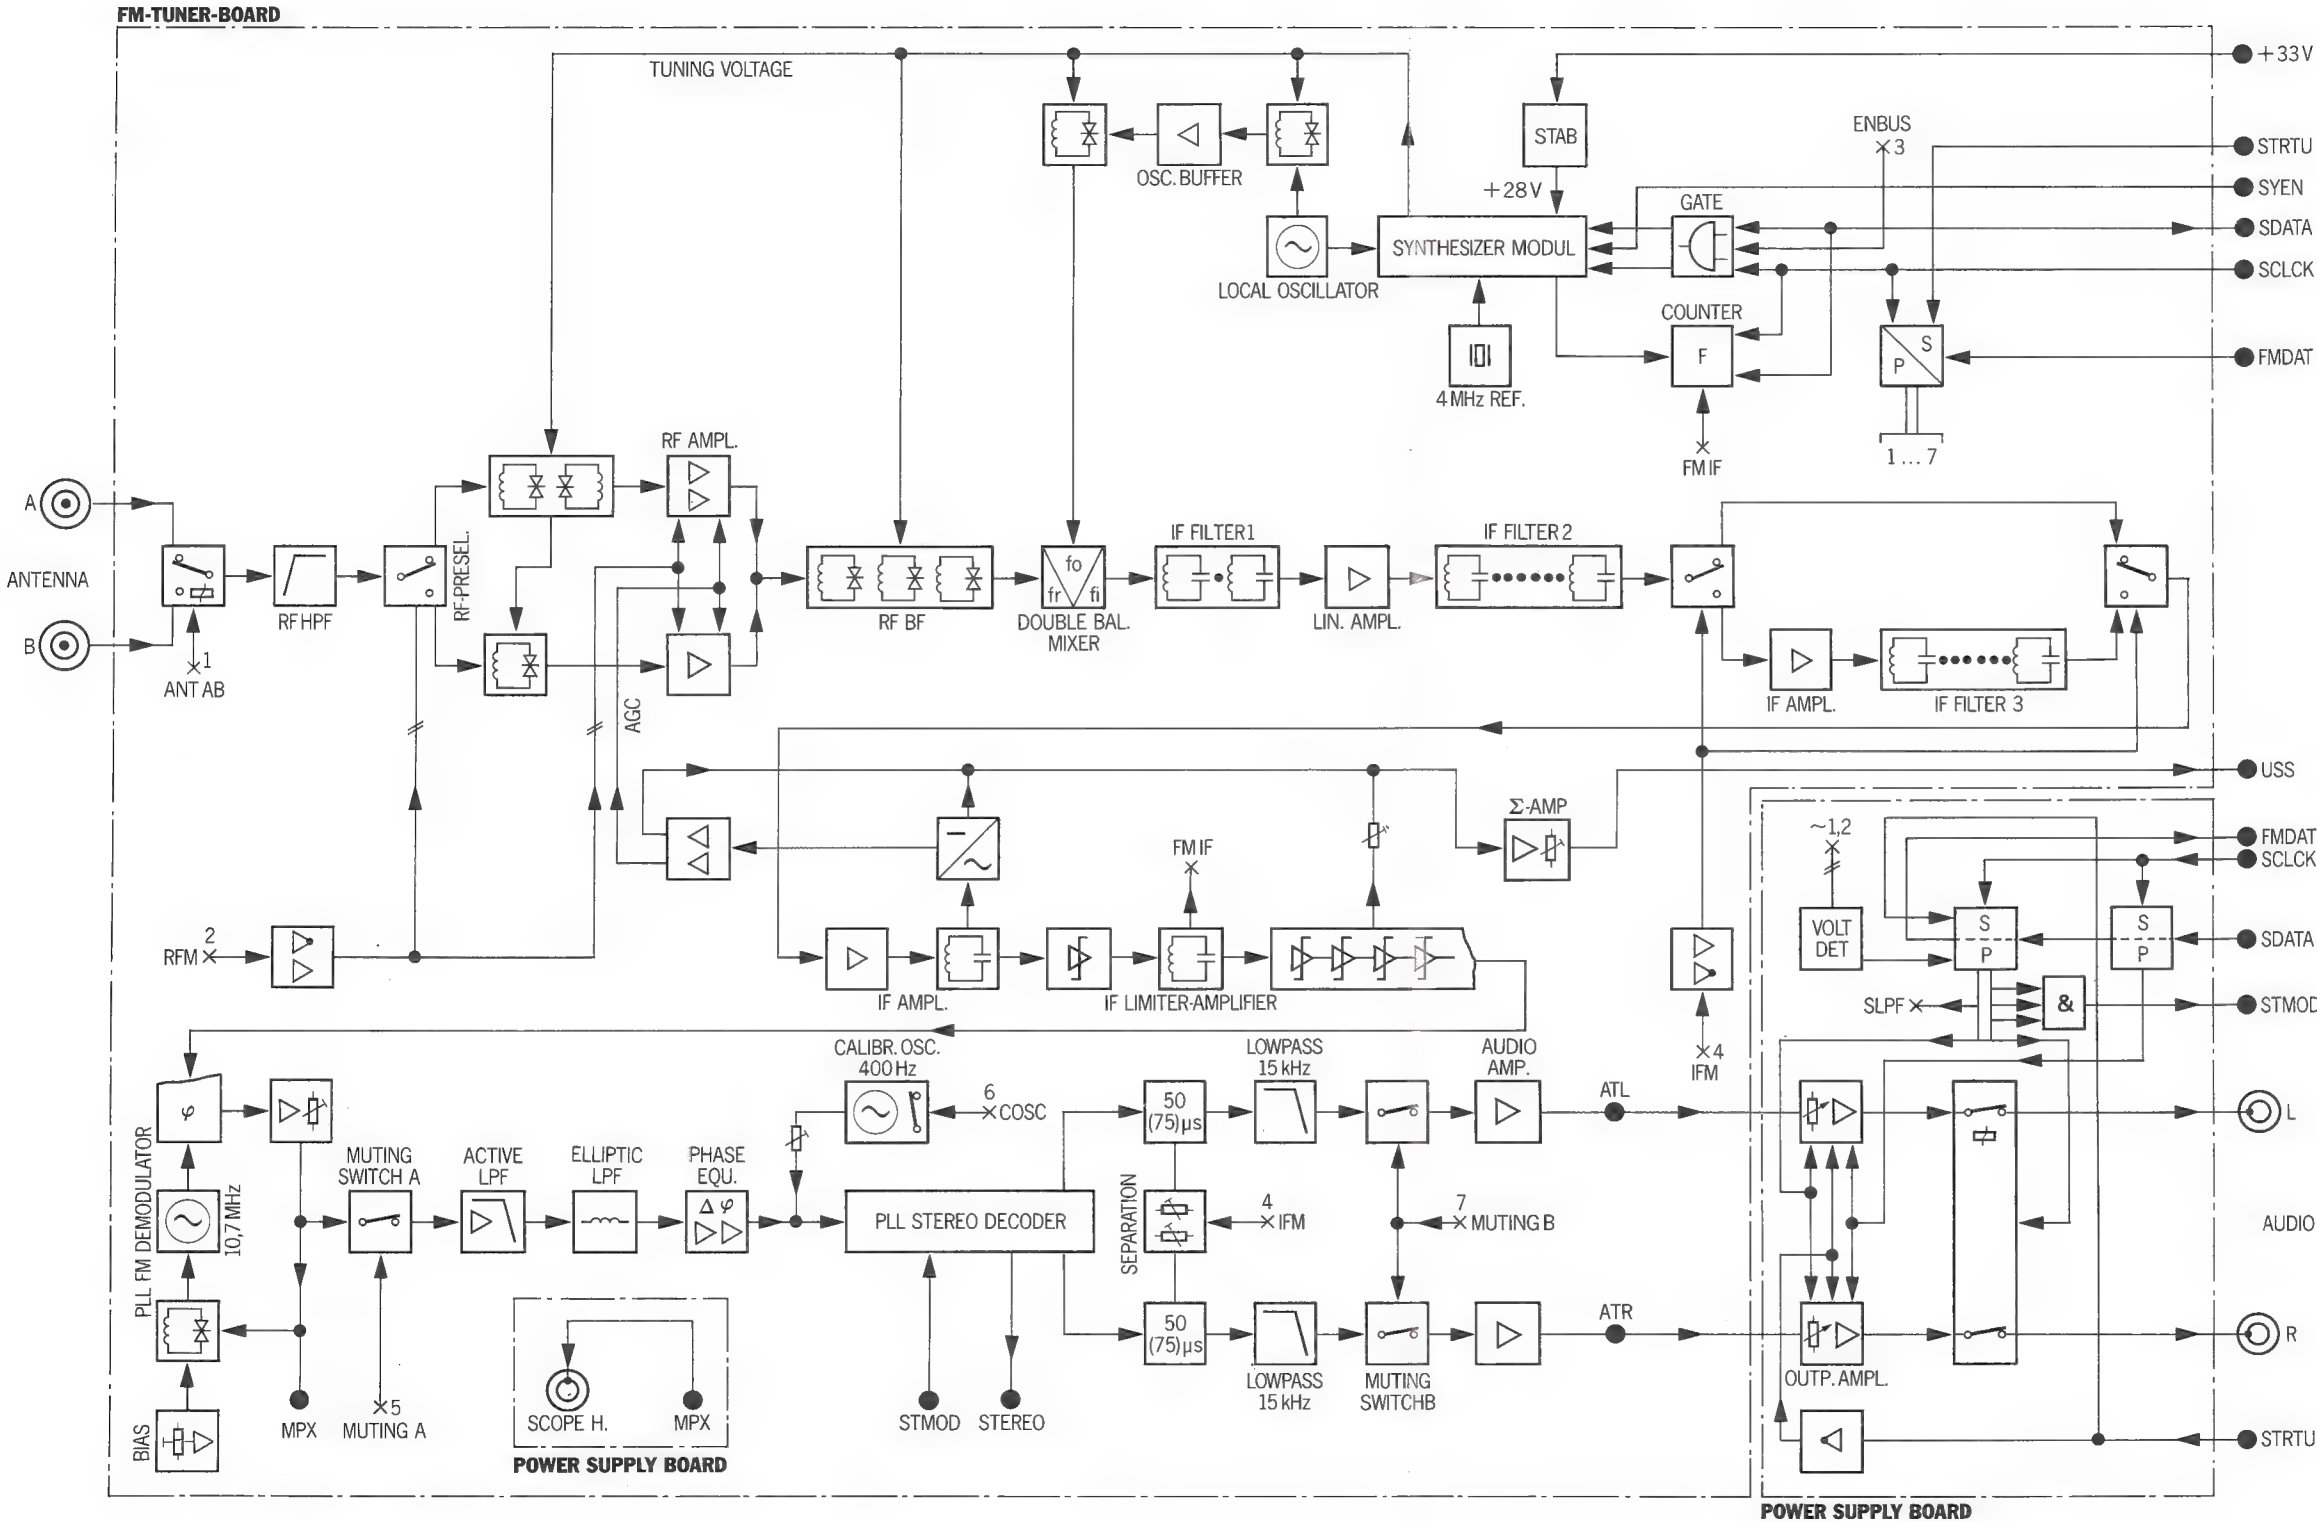 FM-TUNER-BOARD
TUNING VOLTAGE
+33V
STAB
ENBUS
3
STRTU
OSC. BUFFER
+28V
SYEN
GATE
SDATA
SYNTHESIZER MODUL
SCLCK
LOCAL OSCILLATOR
COUNTER
F
S
P
FMDAT
4 MHz REF.
FM IF
1 ... 7
RF AMPL.
A
RF-PRESEL.
IF FILTER1
IF FILTER 2
ANTENNA
fo
fr
fi
RF HPF
RF BF
DOUBLE BAL.
MIXER
LIN. AMPL.
B
1
ANT AB
AGC
IF AMPL.
IF FILTER 3
USS
Σ-AMP
~1,2
FM IF
FMDAT
SCLCK
2
RFM
VOLT
DET
S
P
S
P
SDATA
IF AMPL.
IF LIMITER-AMPLIFIER
SLPF
&
STMOD
CALIBR. OSC.
400 Hz
LOWPASS
15 kHz
AUDIO
AMP.
4
IFM
φ
6
COSC
50
(75)µs
ATL
L
PLL FM DEMODULATOR
10,7 MHz
MUTING
SWITCH A
ACTIVE
LPF
ELLIPTIC
LPF
PHASE
EQU.
Δ φ
PLL STEREO DECODER
SEPARATION
4
IFM
7
MUTING B
AUDIO
50
(75)µs
ATR
R
BIAS
MPX
5
MUTING A
SCOPE H.
MPX
STMOD
STEREO
LOWPASS
15 kHz
MUTING
SWITCHB
OUTP. AMPL.
STRTU
POWER SUPPLY BOARD
POWER SUPPLY BOARD